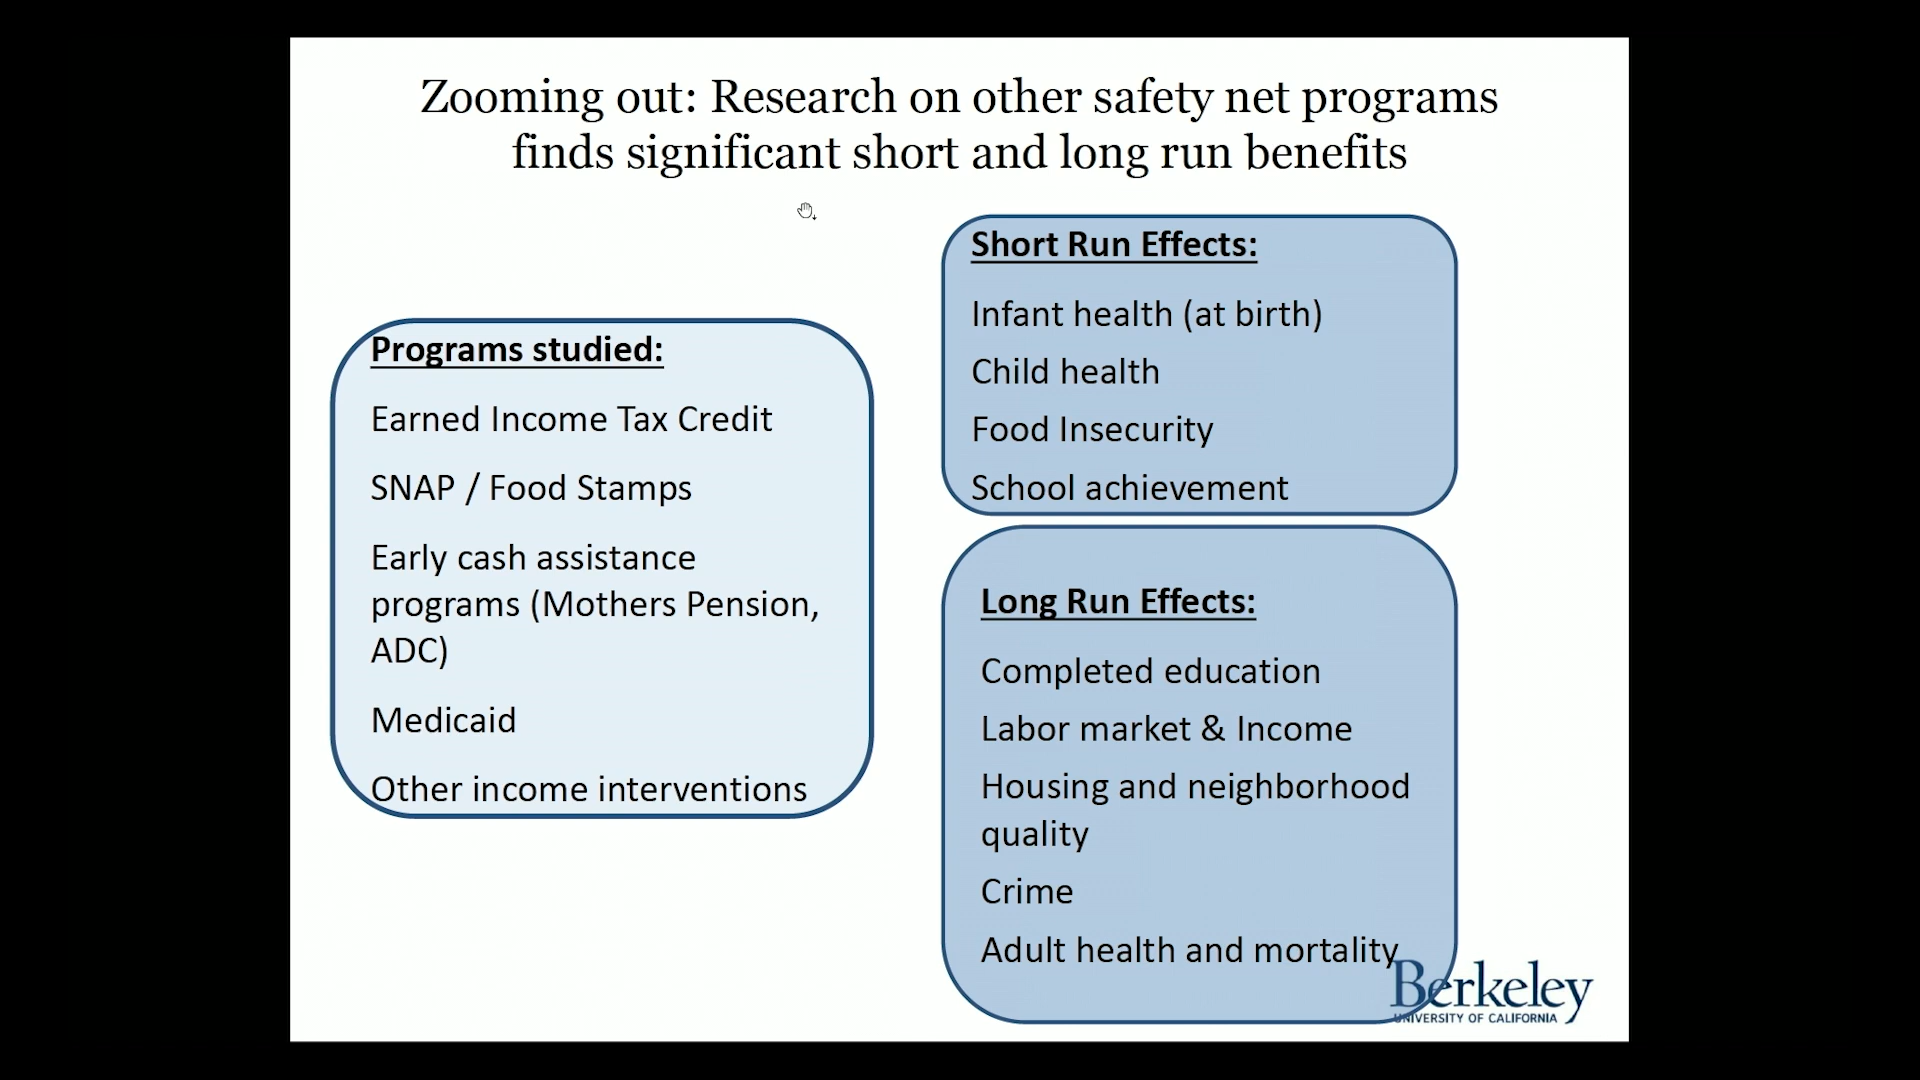 Zooming out: Research on other safety net programs
finds significant short and long run benefits
Programs studied:
Earned Income Tax Credit
SNAP / Food Stamps
Early cash assistance
programs (Mothers Pension,
ADC)
Medicaid
Other income interventions
Short Run Effects:
Infant health (at birth)
Child health
Food Insecurity
School achievement
Long Run Effects:
Completed education
Labor market & Income
Housing and neighborhood
quality
Crime
Adult health and mortality
Berkeley
UNIVERSITY OF CALIFORNIA